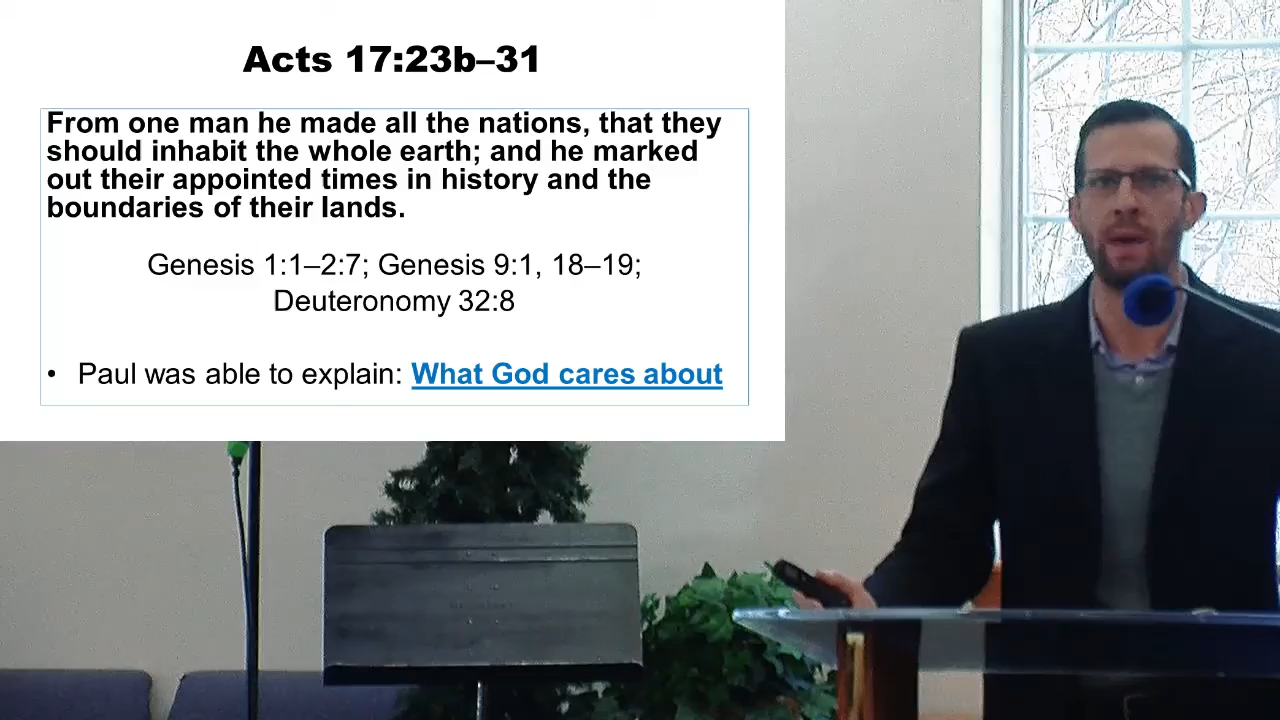 Acts 17:23b–31
From one man he made all the nations, that they
should inhabit the whole earth; and he marked
out their appointed times in history and the
boundaries of their lands.
Genesis 1:1–2:7; Genesis 9:1, 18–19;
Deuteronomy 32:8
• Paul was able to explain: What God cares about